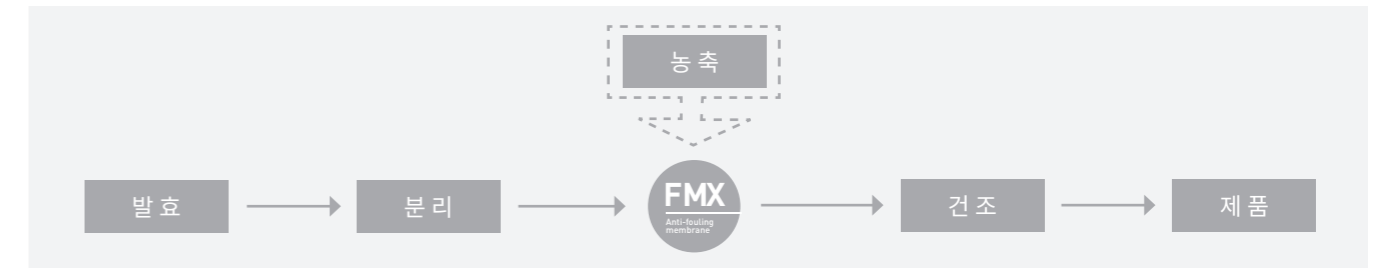 농축
발효
분리
FMX
Anti-fouling
membrane
건조
제품